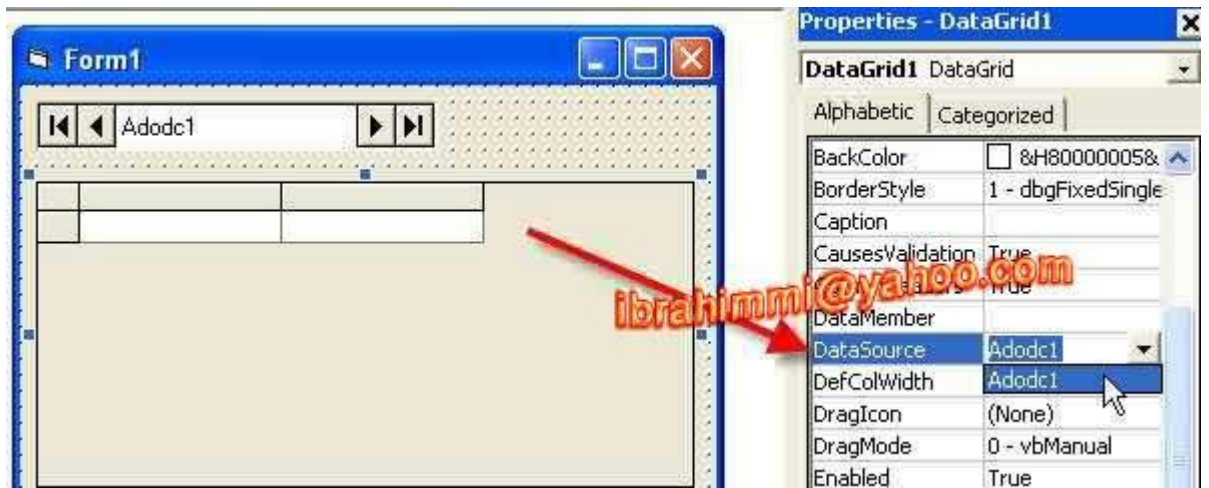 Form1
Adodc1
Properties - DataGrid1
DataGrid1 DataGrid
Alphabetic Categorized
BackColor &H80000005&
BorderStyle 1 - dbgFixedSingle
Caption
CausesValidation True
True
ibrahimmi@yahoo.com
DataMember
DataSource Adodc1
DefColWidth Adodc1
DragIcon (None)
DragMode 0 - vbManual
Enabled True